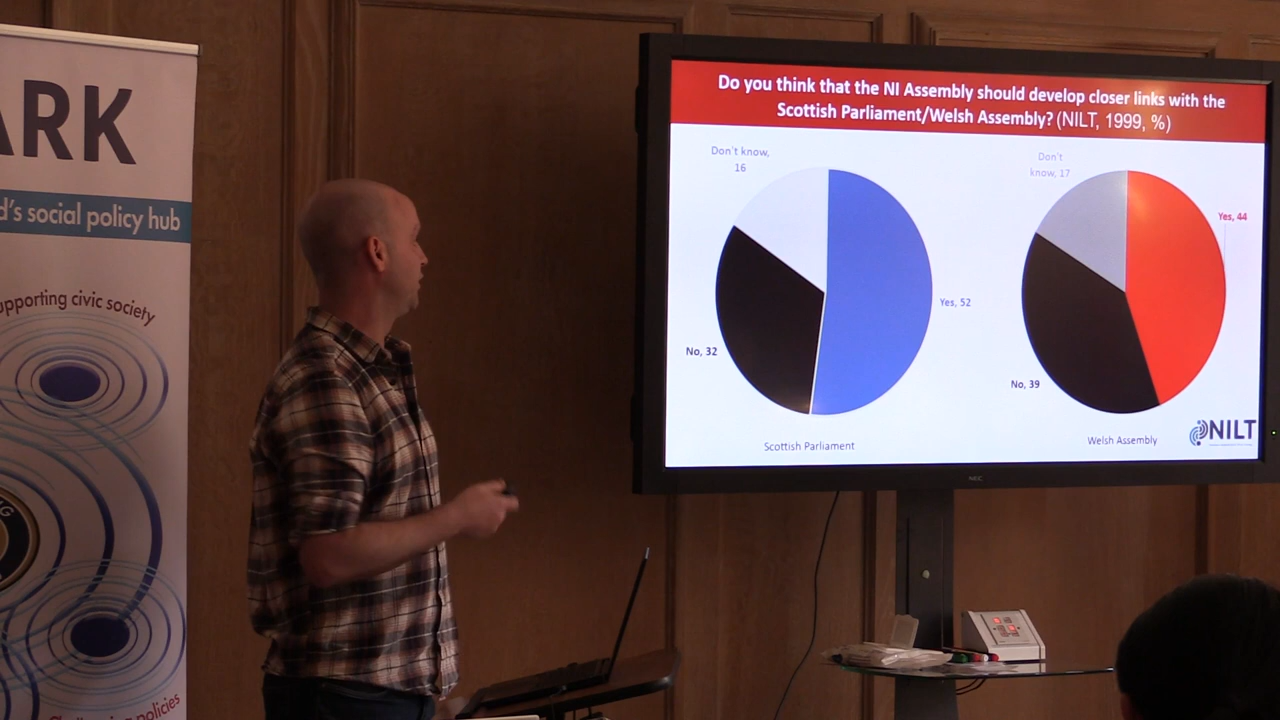 ARK
d's social policy hub
upporting civic society
G
policies
Do you think that the NI Assembly should develop closer links with the
Scottish Parliament/Welsh Assembly? (NILT, 1999, %)
Don't know,
16
Yes, 52
No, 32
Scottish Parliament
Don't
know, 17
Yes, 44
No, 39
Welsh Assembly
NILT
NEC